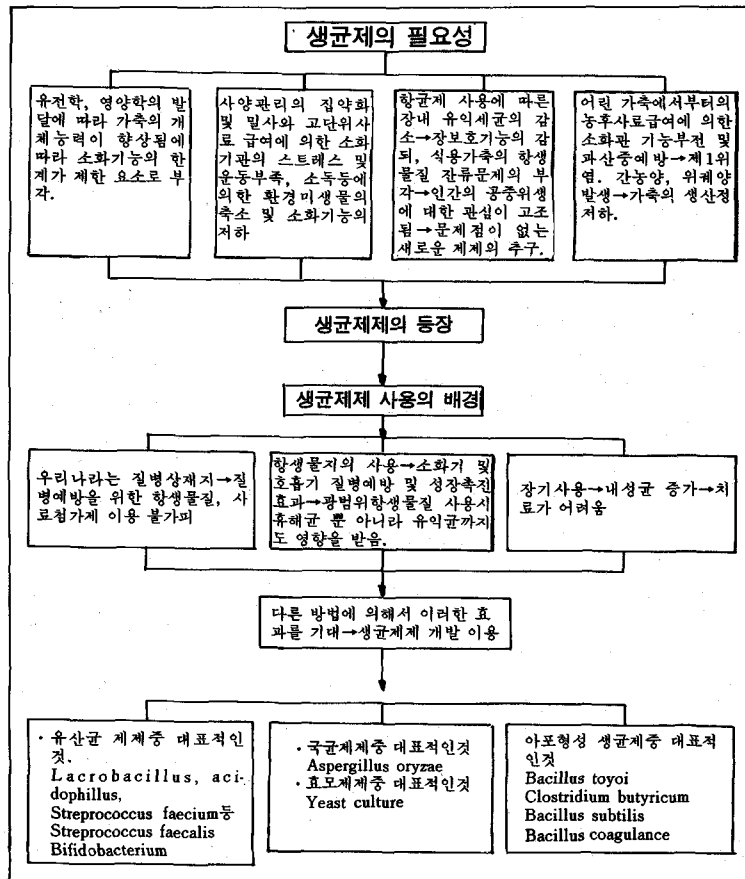 생균제의 필요성
유전학, 영양학의 발
달에 따라 가축의 개
체능력이 향상됨에
따라 소화기능의 한
계가 제한 요소로 부
각.
사양관리의 집약화
및 밀사와 고단위사
료 급여에 의한 소화
기관의 스트레스 및
운동부족, 소독등에
의한 환경미생물의
축소 및 소화기능의
저하
항균제 사용에 따른
장내 유익세균의 감
소→장보호기능의 감
퇴, 식용가축의 항생
물질 잔류문제의 부
각→인간의 공중위생
에 대한 관심이 고조
됨→문제점이 없는
새로운 제제의 추구.
어린 가축에서부터의
농후사료급여에 의한
소화관 기능부전 및
과산중예방→제1위
염. 간농양, 위궤양
발생→가축의 생산성
저하.
생균제제의 등장
생균제제 사용의 배경
우리나라는 질병상재지→질
병예방을 위한 항생물질, 사
료첨가제 이용 불가피
항생물지의 사용→소화기 및
호흡기 질병예방 및 성장촉진
효과→광범위항생물질 사용시
유해균 뿐 아니라 유익균까지
도 영향을 받음.
장기사용→내성균 증가→치
료가 어려움
다른 방법에 의해서 이러한 효
과를 기대→생균제제 개발 이용
· 유산균 제제중 대표적인
것.
Lacrobacillus, aci-
dophillus,
Streprococcus faecium등
Streprococcus faecalis
Bifidobacterium
· 국균제제중 대표적인것
Aspergillus oryzae
· 효모제제중 대표적인것
Yeast culture
아포형성 생균제중 대표적
인것
Bacillus toyoi
Clostridium butyricum
Bacillus subtilis
Bacillus coagulance